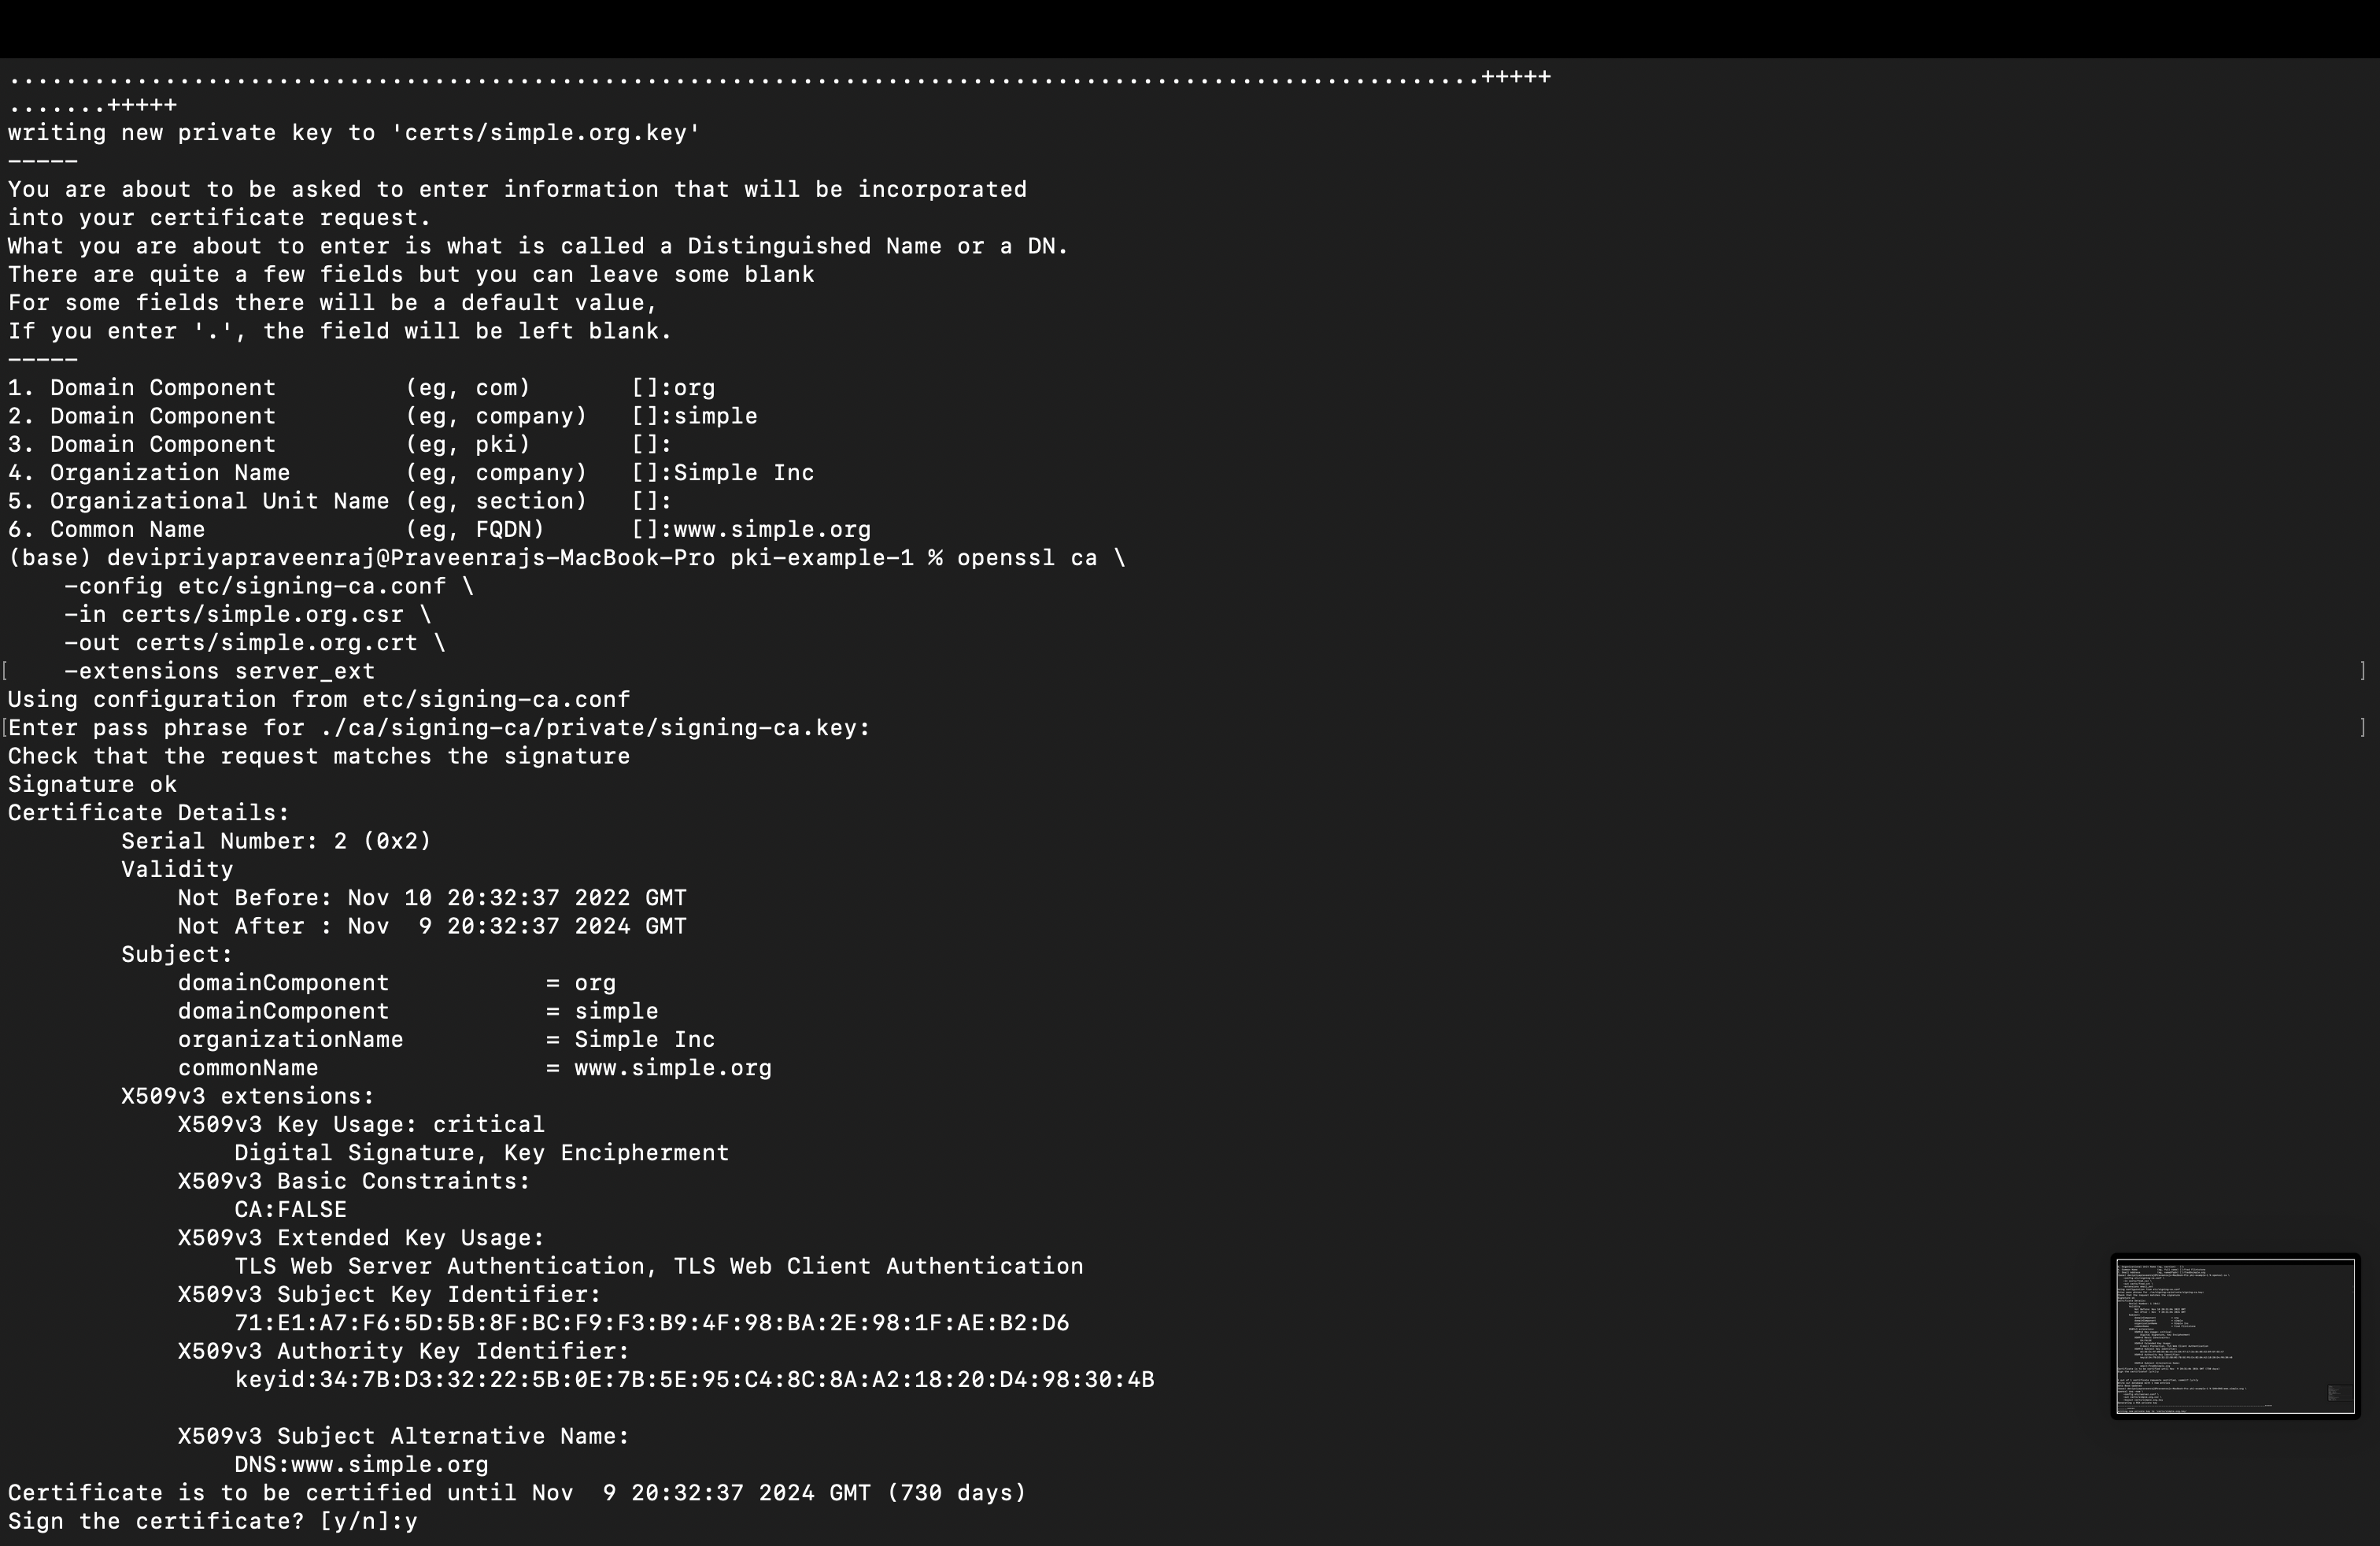 .........................................................................................................+++++
.......+++++
writing new private key to 'certs/simple.org.key'
-----
You are about to be asked to enter information that will be incorporated
into your certificate request.
What you are about to enter is what is called a Distinguished Name or a DN.
There are quite a few fields but you can leave some blank
For some fields there will be a default value,
If you enter '.', the field will be left blank.
-----
1. Domain Component         (eg, com)       []:org
2. Domain Component         (eg, company)   []:simple
3. Domain Component         (eg, pki)       []:
4. Organization Name        (eg, company)   []:Simple Inc
5. Organizational Unit Name (eg, section)   []:
6. Common Name              (eg, FQDN)      []:www.simple.org
(base) devipriyapraveenraj@Praveenrajs-MacBook-Pro pki-example-1 % openssl ca \
    -config etc/signing-ca.conf \
    -in certs/simple.org.csr \
    -out certs/simple.org.crt \
[    -extensions server_ext ]
Using configuration from etc/signing-ca.conf
[Enter pass phrase for ./ca/signing-ca/private/signing-ca.key: ]
Check that the request matches the signature
Signature ok
Certificate Details:
        Serial Number: 2 (0x2)
        Validity
            Not Before: Nov 10 20:32:37 2022 GMT
            Not After : Nov  9 20:32:37 2024 GMT
        Subject:
            domainComponent           = org
            domainComponent           = simple
            organizationName          = Simple Inc
            commonName                = www.simple.org
        X509v3 extensions:
            X509v3 Key Usage: critical
                Digital Signature, Key Encipherment
            X509v3 Basic Constraints:
                CA:FALSE
            X509v3 Extended Key Usage:
                TLS Web Server Authentication, TLS Web Client Authentication
            X509v3 Subject Key Identifier:
                71:E1:A7:F6:5D:5B:8F:BC:F9:F3:B9:4F:98:BA:2E:98:1F:AE:B2:D6
            X509v3 Authority Key Identifier:
                keyid:34:7B:D3:32:22:5B:0E:7B:5E:95:C4:8C:8A:A2:18:20:D4:98:30:4B

            X509v3 Subject Alternative Name:
                DNS:www.simple.org
Certificate is to be certified until Nov  9 20:32:37 2024 GMT (730 days)
Sign the certificate? [y/n]:y